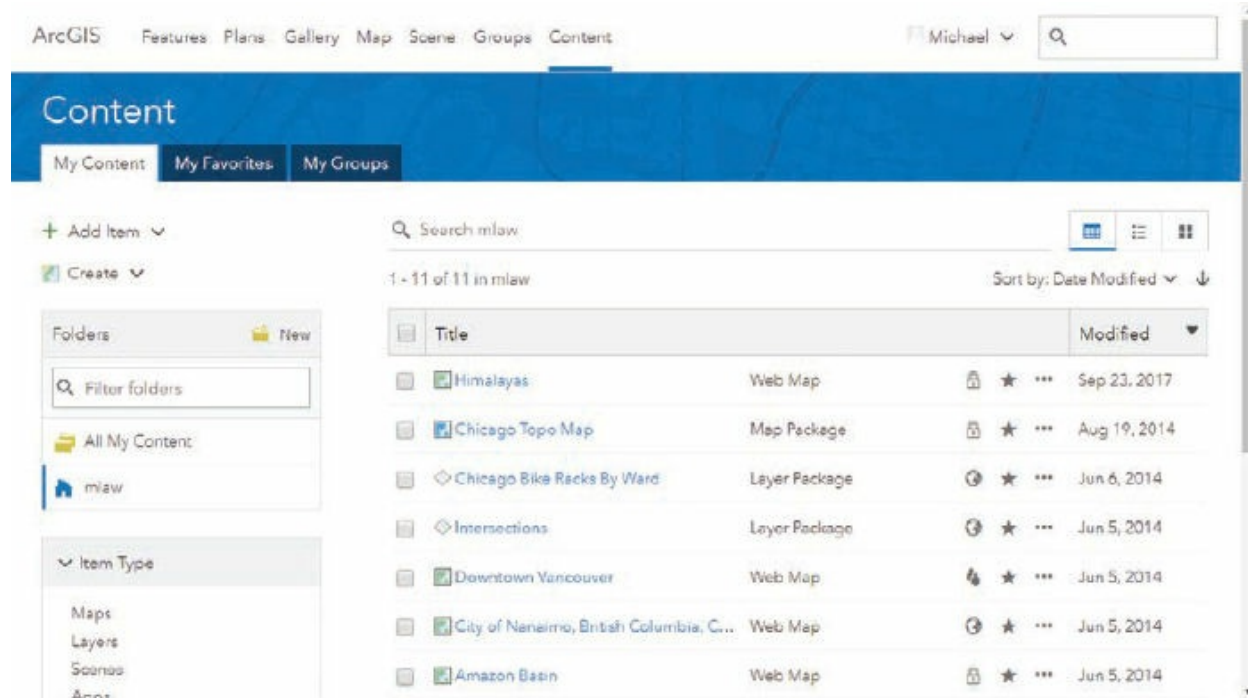 ArcGIS Features Plans Gallery Map Scene Groups Content Michael
Content
My Content My Favorites My Groups
Add Item
Create
Search mlaw
1 - 11 of 11 in mlaw
Sort by: Date Modified
Folders New
Filter folders
All My Content
mlaw
Item Type
Maps
Layers
Scenes
Apps
Title Modified
Himalayas Web Map Sep 23, 2017
Chicago Topo Map Map Package Aug 19, 2014
Chicago Bike Racks By Ward Layer Package Jun 6, 2014
Intersections Layer Package Jun 5, 2014
Downtown Vancouver Web Map Jun 5, 2014
City of Nanaimo, British Columbia, C... Web Map Jun 5, 2014
Amazon Basin Web Map Jun 5, 2014